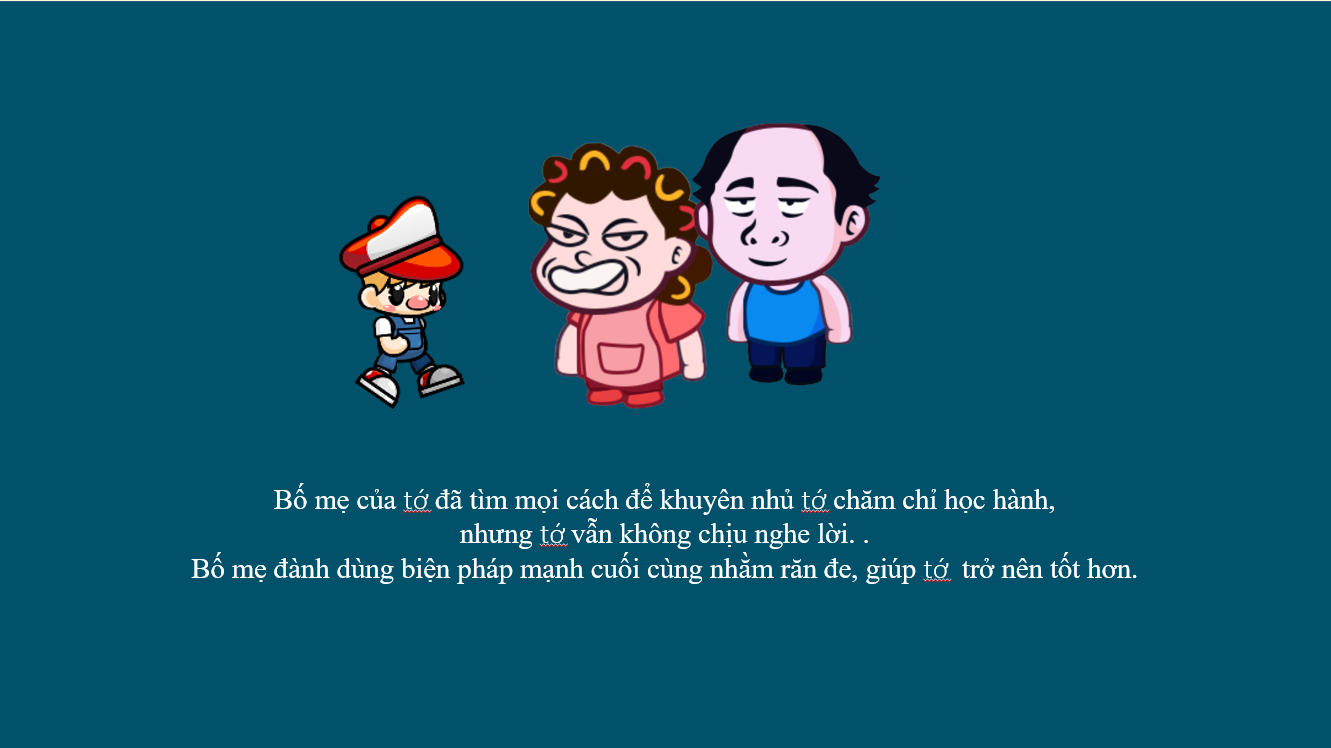 Bố mẹ của tớ đã tìm mọi cách để khuyên nhủ tớ chăm chỉ học hành,
nhưng tớ vẫn không chịu nghe lời. .
Bố mẹ đành dùng biện pháp mạnh cuối cùng nhằm răn đe, giúp tớ  trở nên tốt hơn.